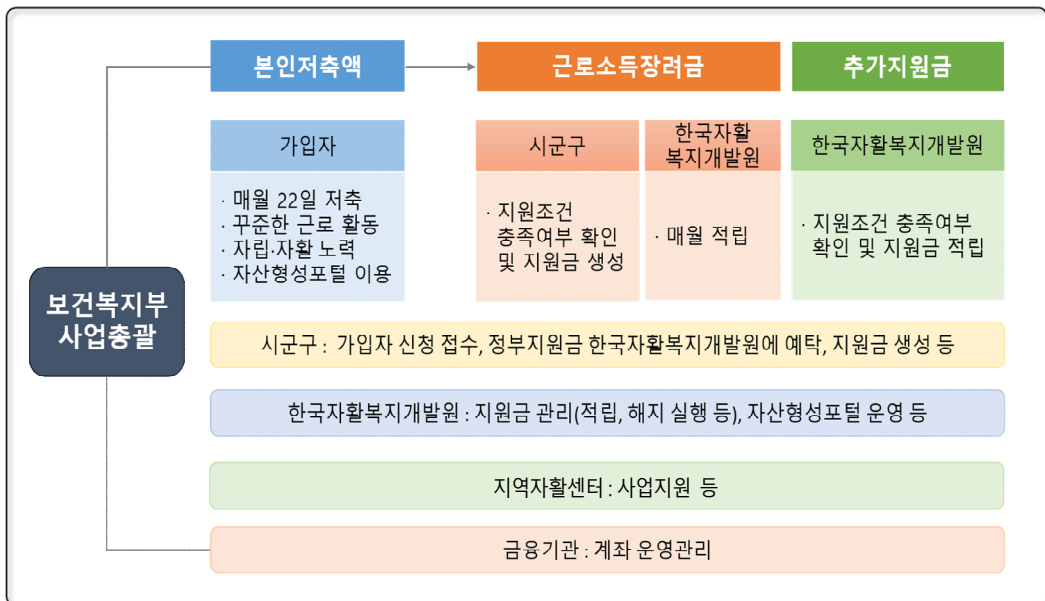 본인저축액
근로소득장려금
추가지원금
가입자
· 매월 22일 저축
· 꾸준한 근로 활동
· 자립·자활 노력
· 자산형성포털 이용
시군구
· 지원조건
충족여부 확인
및 지원금 생성
한국자활
복지개발원
· 매월 적립
한국자활복지개발원
· 지원조건 충족여부
확인 및 지원금 적립
보건복지부
사업총괄
시군구 : 가입자 신청 접수, 정부지원금 한국자활복지개발원에 예탁, 지원금 생성 등
한국자활복지개발원 : 지원금 관리(적립, 해지 실행 등), 자산형성포털 운영 등
지역자활센터 : 사업지원 등
금융기관 : 계좌 운영관리